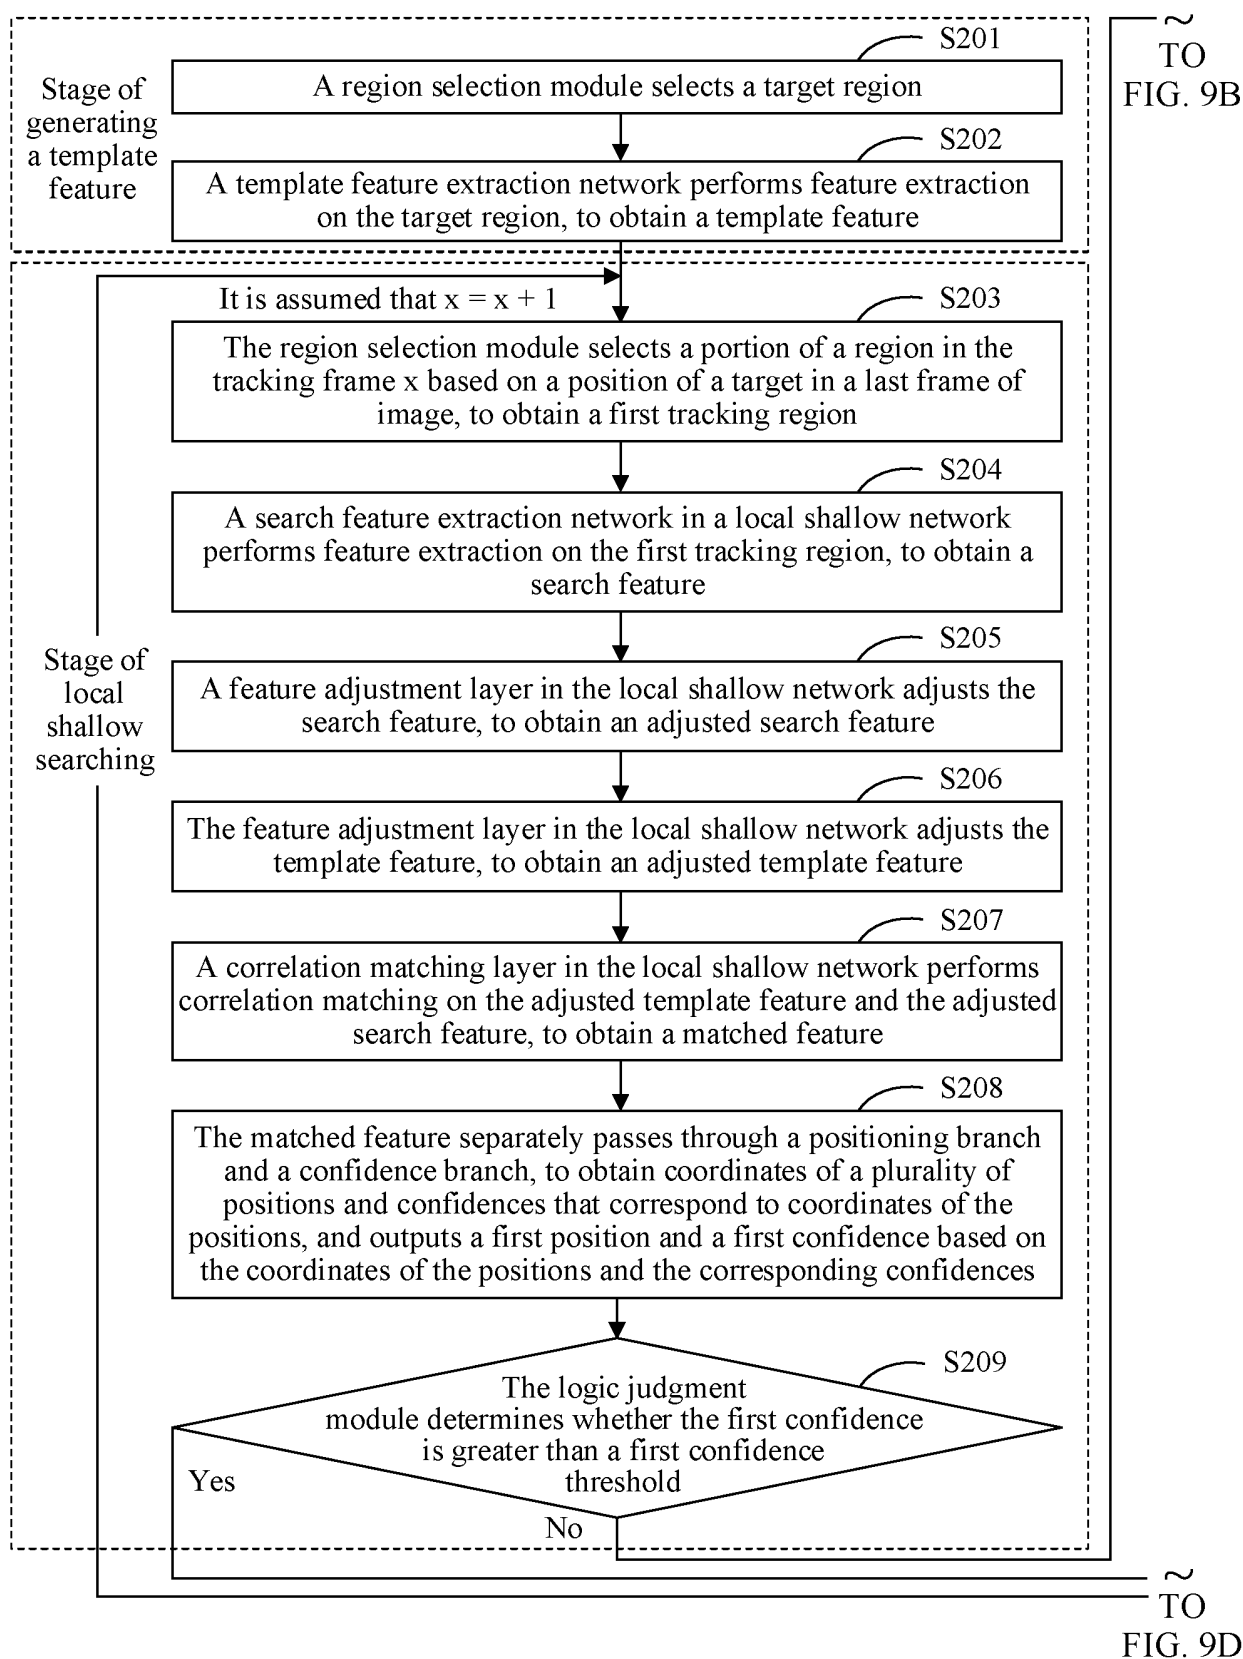 TO
FIG. 9B
Stage of
generating
a template
feature
S201
A region selection module selects a target region
S202
A template feature extraction network performs feature extraction
on the target region, to obtain a template feature
It is assumed that x = x + 1
S203
The region selection module selects a portion of a region in the
tracking frame x based on a position of a target in a last frame of
image, to obtain a first tracking region
S204
A search feature extraction network in a local shallow network
performs feature extraction on the first tracking region, to obtain a
search feature
Stage of
local
shallow
searching
S205
A feature adjustment layer in the local shallow network adjusts the
search feature, to obtain an adjusted search feature
S206
The feature adjustment layer in the local shallow network adjusts the
template feature, to obtain an adjusted template feature
S207
A correlation matching layer in the local shallow network performs
correlation matching on the adjusted template feature and the adjusted
search feature, to obtain a matched feature
S208
The matched feature separately passes through a positioning branch
and a confidence branch, to obtain coordinates of a plurality of
positions and confidences that correspond to coordinates of the
positions, and outputs a first position and a first confidence based on
the coordinates of the positions and the corresponding confidences
S209
The logic judgment
module determines whether the first confidence
is greater than a first confidence
threshold
Yes
No
TO
FIG. 9D